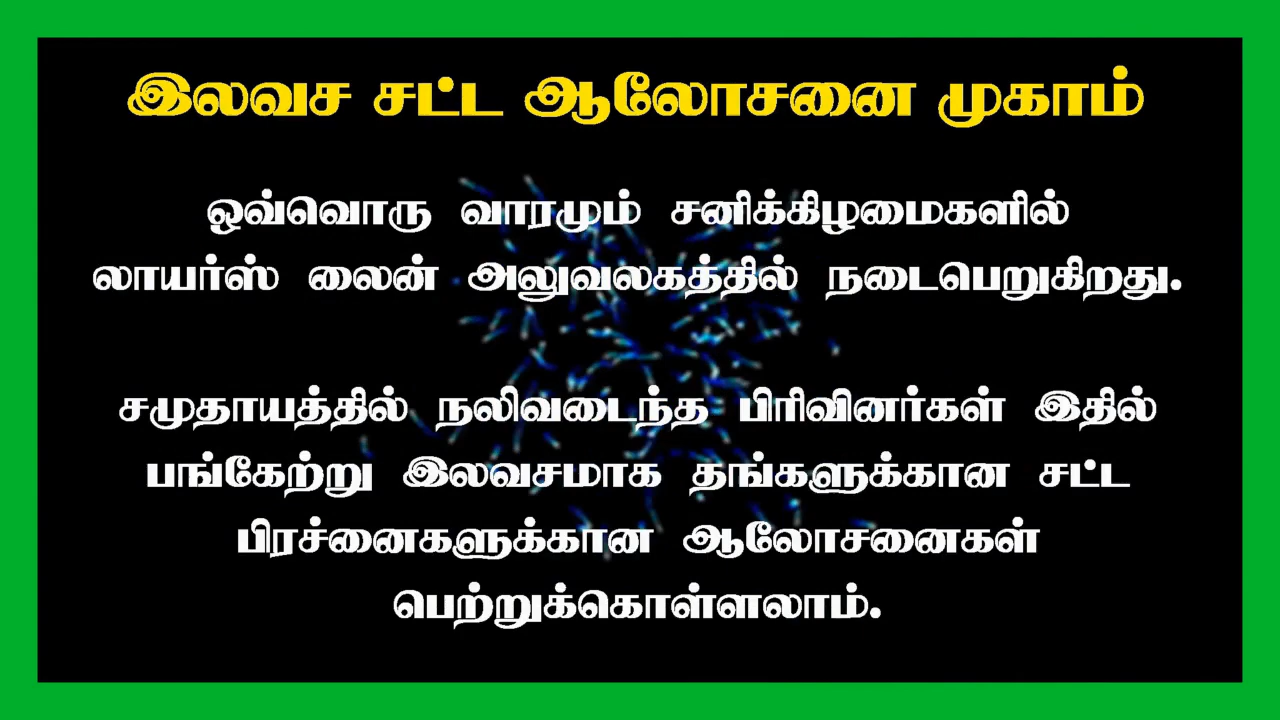 இலவச சட்ட ஆலோசனை முகாம்
ஒவ்வொரு வாரமும் சனிக்கிழமைகளில்
லாயர்ஸ் லைன் அலுவலகத்தில் நடைபெறுகிறது.
சமுதாயத்தில் நலிவடைந்த பிரிவினர்கள் இதில்
பங்கேற்று இலவசமாக தங்களுக்கான சட்ட
பிரச்னைகளுக்கான ஆலோசனைகள்
பெற்றுக்கொள்ளலாம்.